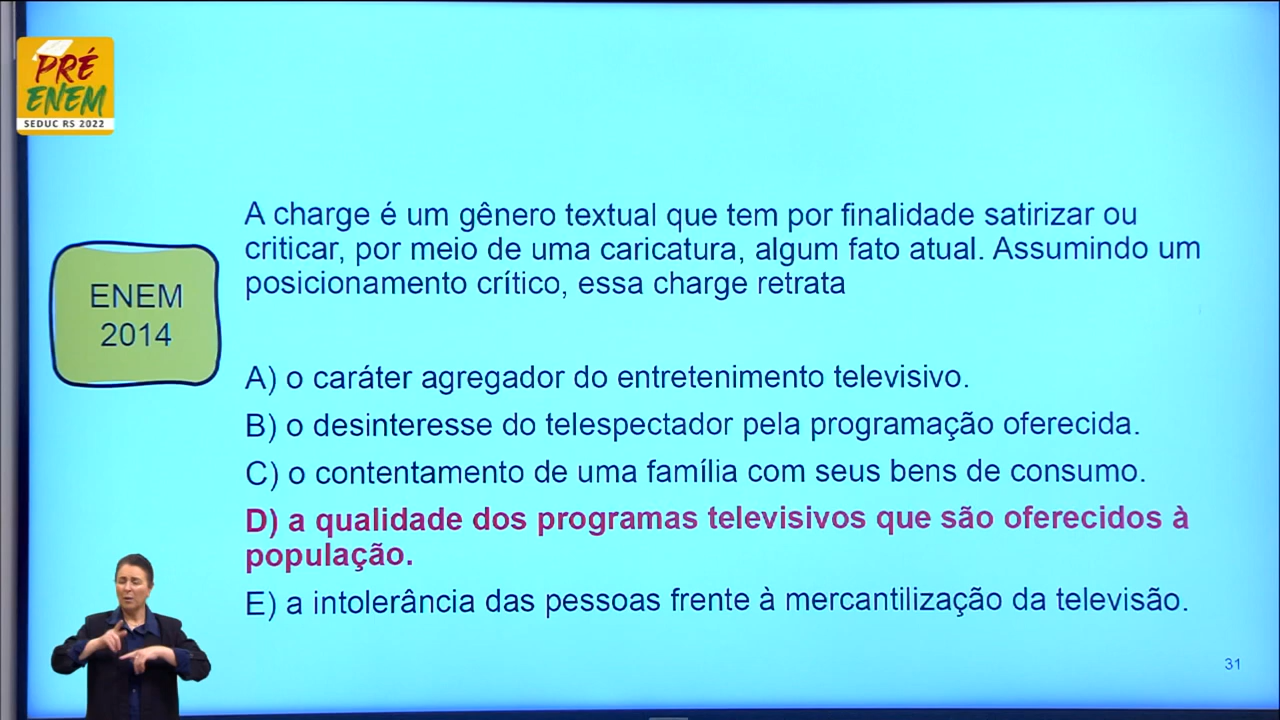 PRÉ
ENEM
SEDUC RS 2022
A charge é um gênero textual que tem por finalidade satirizar ou
criticar, por meio de uma caricatura, algum fato atual. Assumindo um
posicionamento crítico, essa charge retrata
ENEM
2014
A) o caráter agregador do entretenimento televisivo.
B) o desinteresse do telespectador pela programação oferecida.
C) o contentamento de uma família com seus bens de consumo.
D) a qualidade dos programas televisivos que são oferecidos à
população.
E) a intolerância das pessoas frente à mercantilização da televisão.
31